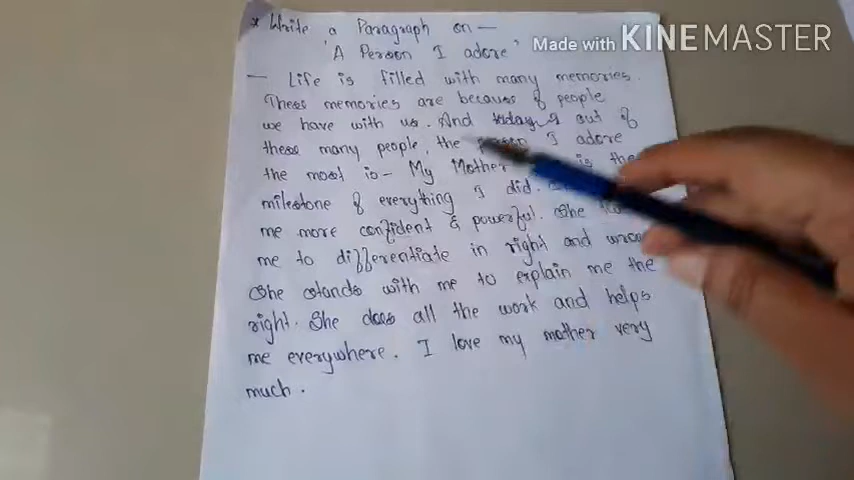 * Write a Paragraph on —
'A Person I adore'
Made with KINEMASTER
— Life is filled with many memories.
These memories are because of people
we have with us. And today, out of
these many people, the person I adore
the most is - My Mother is the
milestone of everything I did.
me more confident & powerful. She
me to differentiate in right and wrong
She stands with me to explain me the
right. She does all the work and helps
me everywhere. I love my mother very
much.